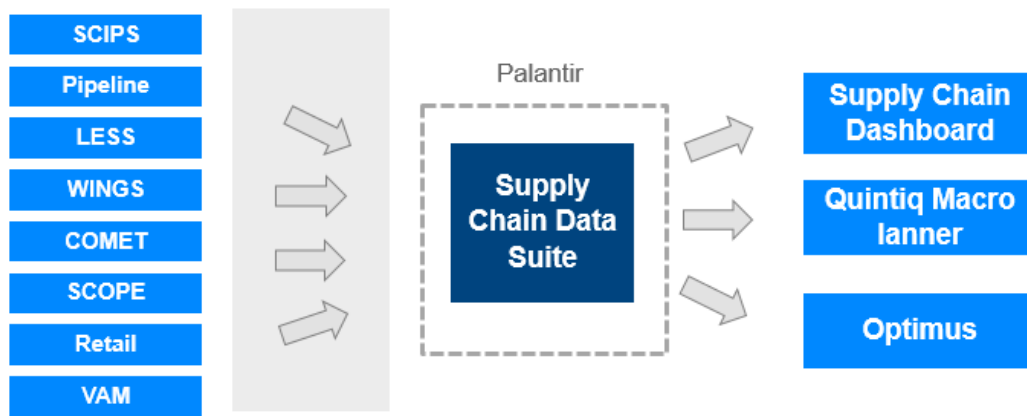 SCIPS
Pipeline
LESS
WINGS
COMET
SCOPE
Retail
VAM
Palantir
Supply
Chain Data
Suite
Supply Chain
Dashboard
Quintiq Macro
lanner
Optimus